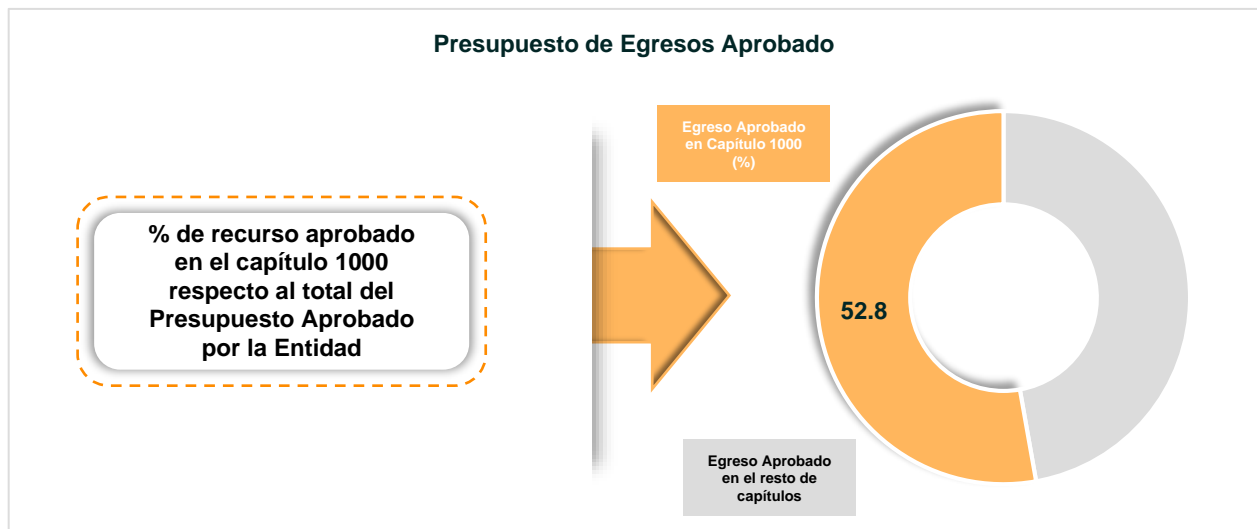 Presupuesto de Egresos Aprobado
Egreso Aprobado
en Capítulo 1000
(%)
% de recurso aprobado
en el capítulo 1000
respecto al total del
Presupuesto Aprobado
por la Entidad
52.8
Egreso Aprobado
en el resto de
capítulos